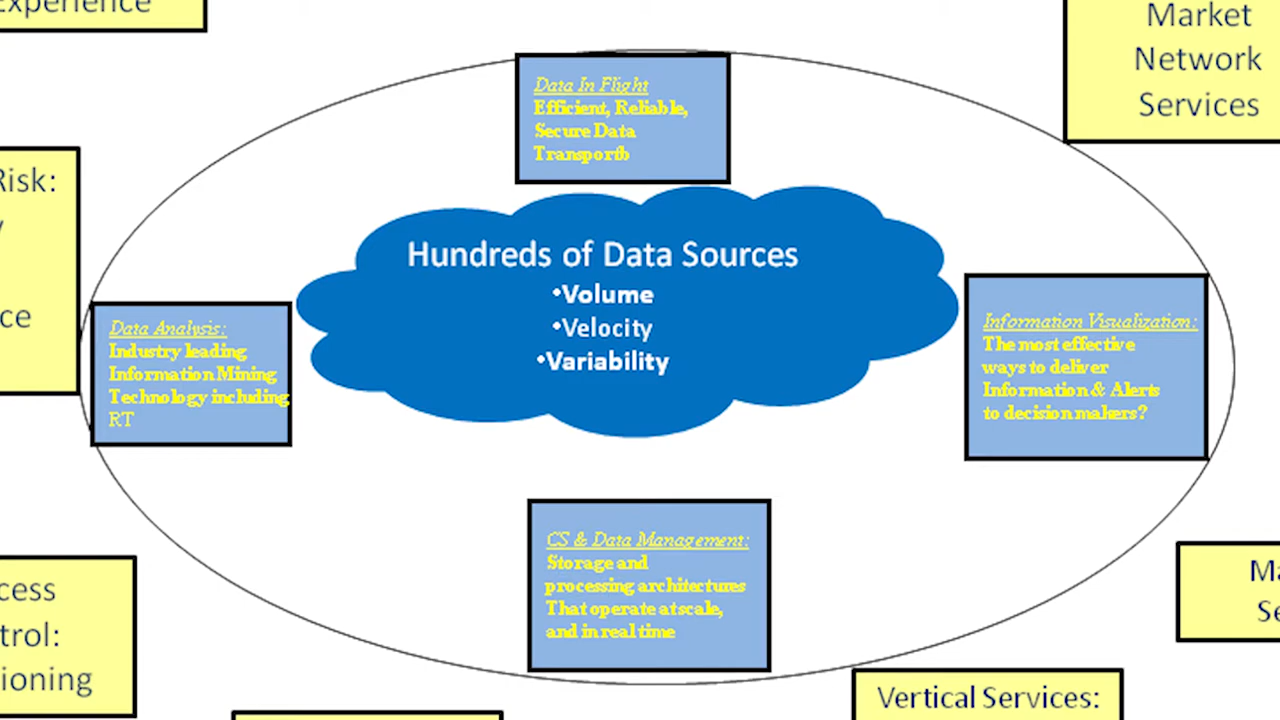 Experience
Market
Network
Services
Data In Flight
Efficient, Reliable,
Secure Data
Transporfb
Risk:
y
ce
Hundreds of Data Sources
•Volume
•Velocity
•Variability
Data Analysis:
Industry leading
Information Mining
Technology including
RT
Information Visualization:
The most effective
ways to deliver
Information & Alerts
to decision makers?
CS & Data Management:
Storage and
processing architectures
That operate at scale,
and in real time
cess
trol:
ioning
Ma
Se
Vertical Services: